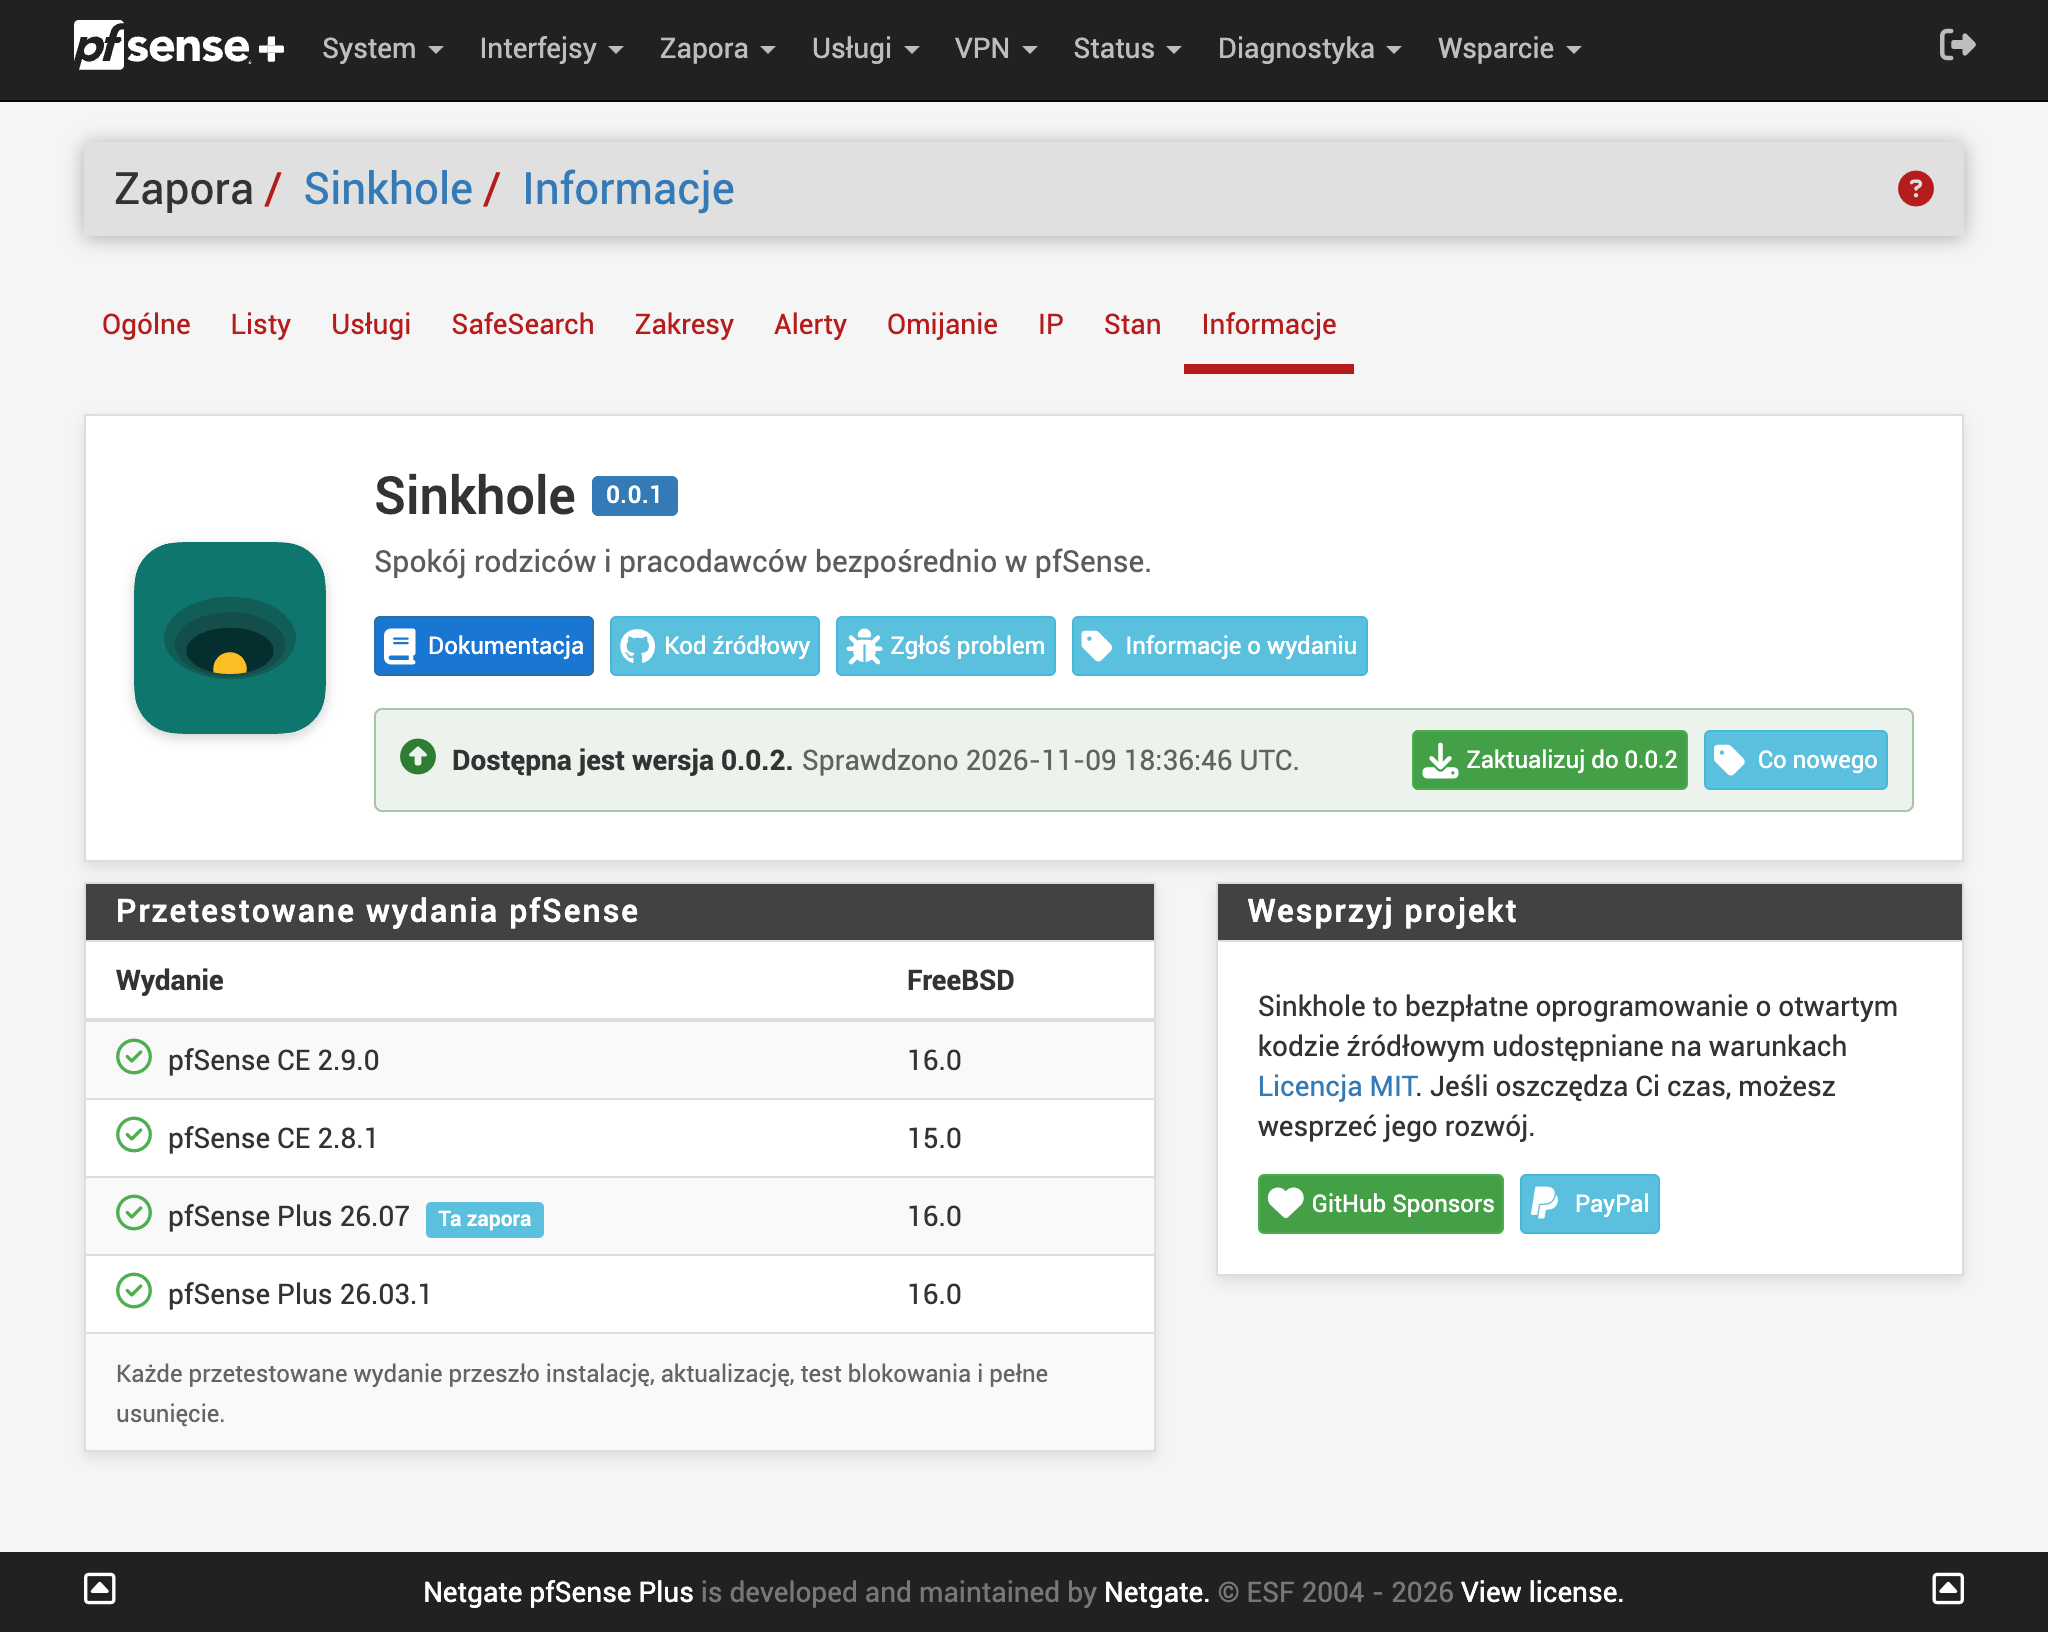 pfsense +
System
Interfejsy
Zapora
Usługi
VPN
Status
Diagnostyka
Wsparcie
Zapora / Sinkhole / Informacje
?
Ogólne
Listy
Usługi
SafeSearch
Zakresy
Alerty
Omijanie
IP
Stan
Informacje
Sinkhole 0.0.1
Spokój rodziców i pracodawców bezpośrednio w pfSense.
Dokumentacja
Kod źródłowy
Zgłoś problem
Informacje o wydaniu
Dostępna jest wersja 0.0.2. Sprawdzono 2026-11-09 18:36:46 UTC.
Zaktualizuj do 0.0.2
Co nowego
Przetestowane wydania pfSense
Wydanie FreeBSD
pfSense CE 2.9.0 16.0
pfSense CE 2.8.1 15.0
pfSense Plus 26.07 Ta zapora 16.0
pfSense Plus 26.03.1 16.0
Każde przetestowane wydanie przeszło instalację, aktualizację, test blokowania i pełne
usunięcie.
Wesprzyj projekt
Sinkhole to bezpłatne oprogramowanie o otwartym
kodzie źródłowym udostępniane na warunkach
Licencja MIT. Jeśli oszczędza Ci czas, możesz
wesprzeć jego rozwój.
GitHub Sponsors
PayPal
Netgate pfSense Plus is developed and maintained by Netgate. © ESF 2004 - 2026 View license.